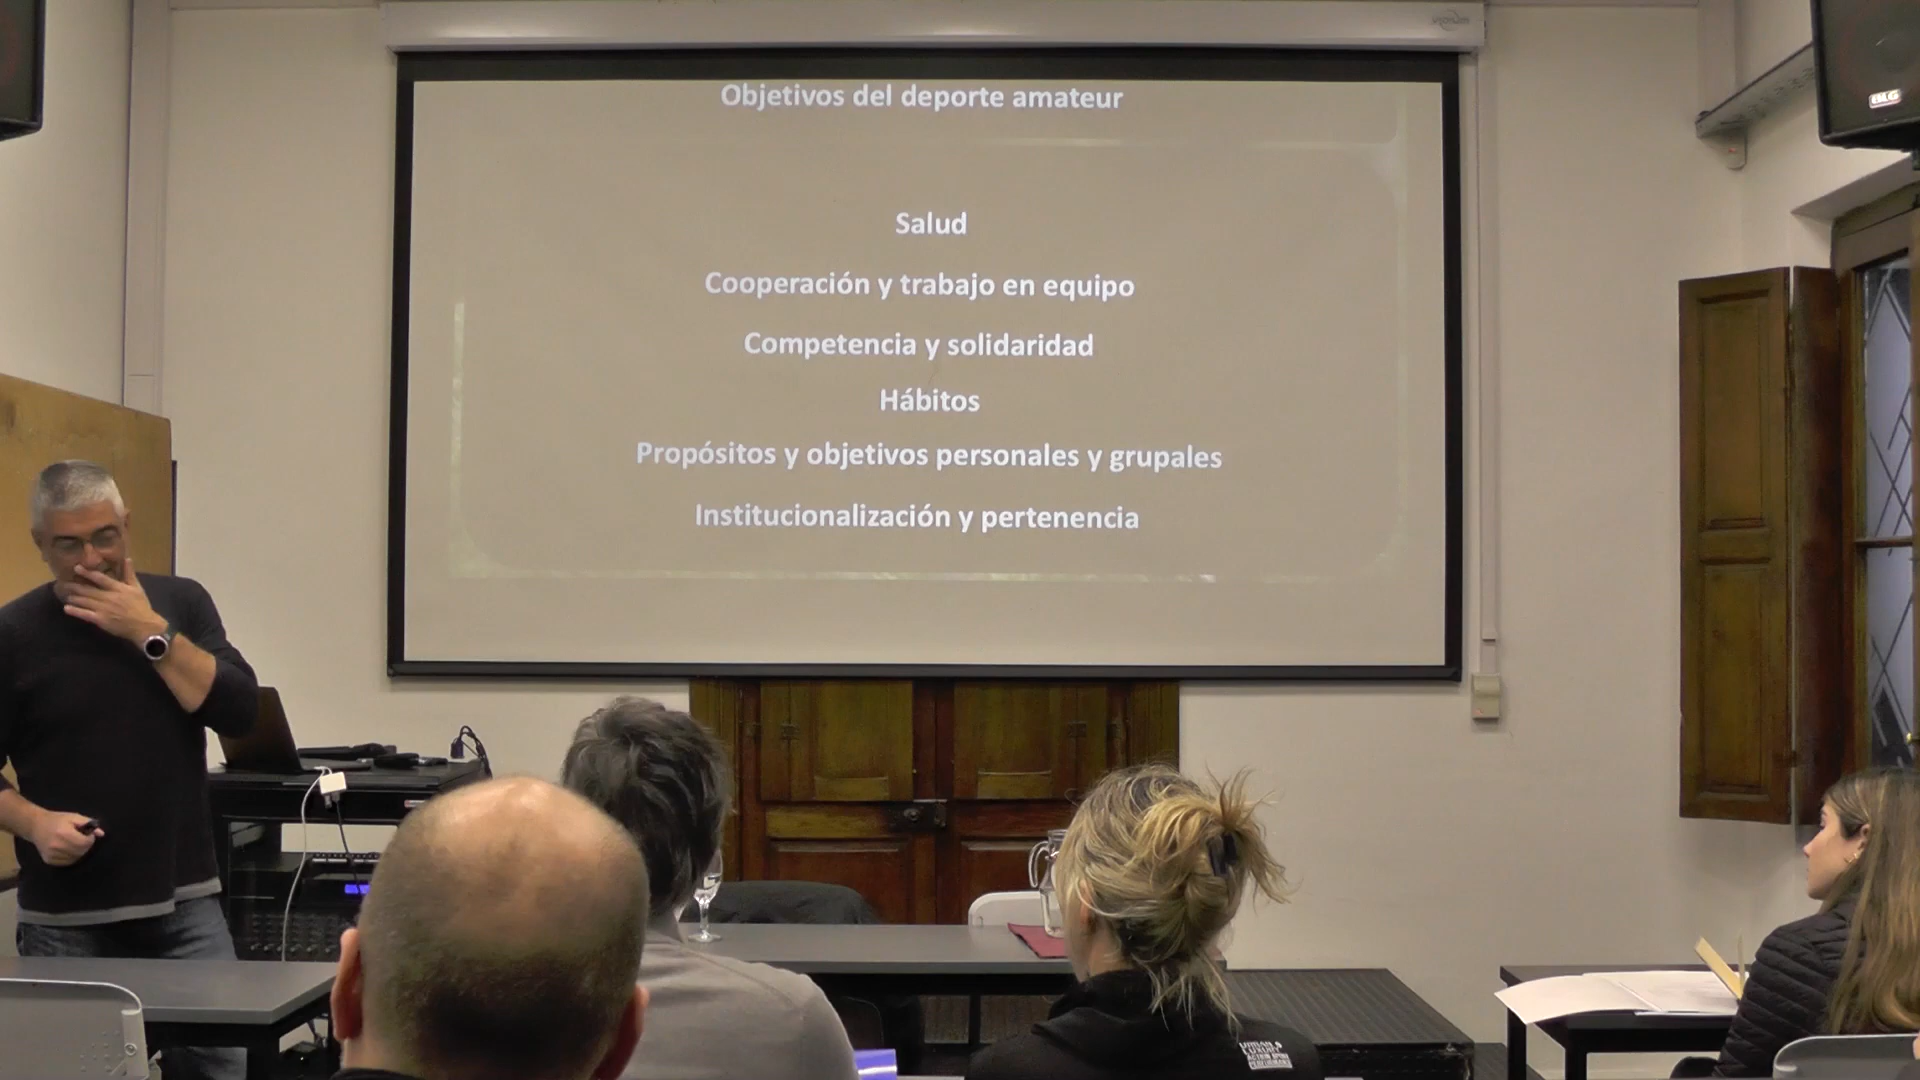 Objetivos del deporte amateur
Salud
Cooperación y trabajo en equipo
Competencia y solidaridad
Hábitos
Propósitos y objetivos personales y grupales
Institucionalización y pertenencia